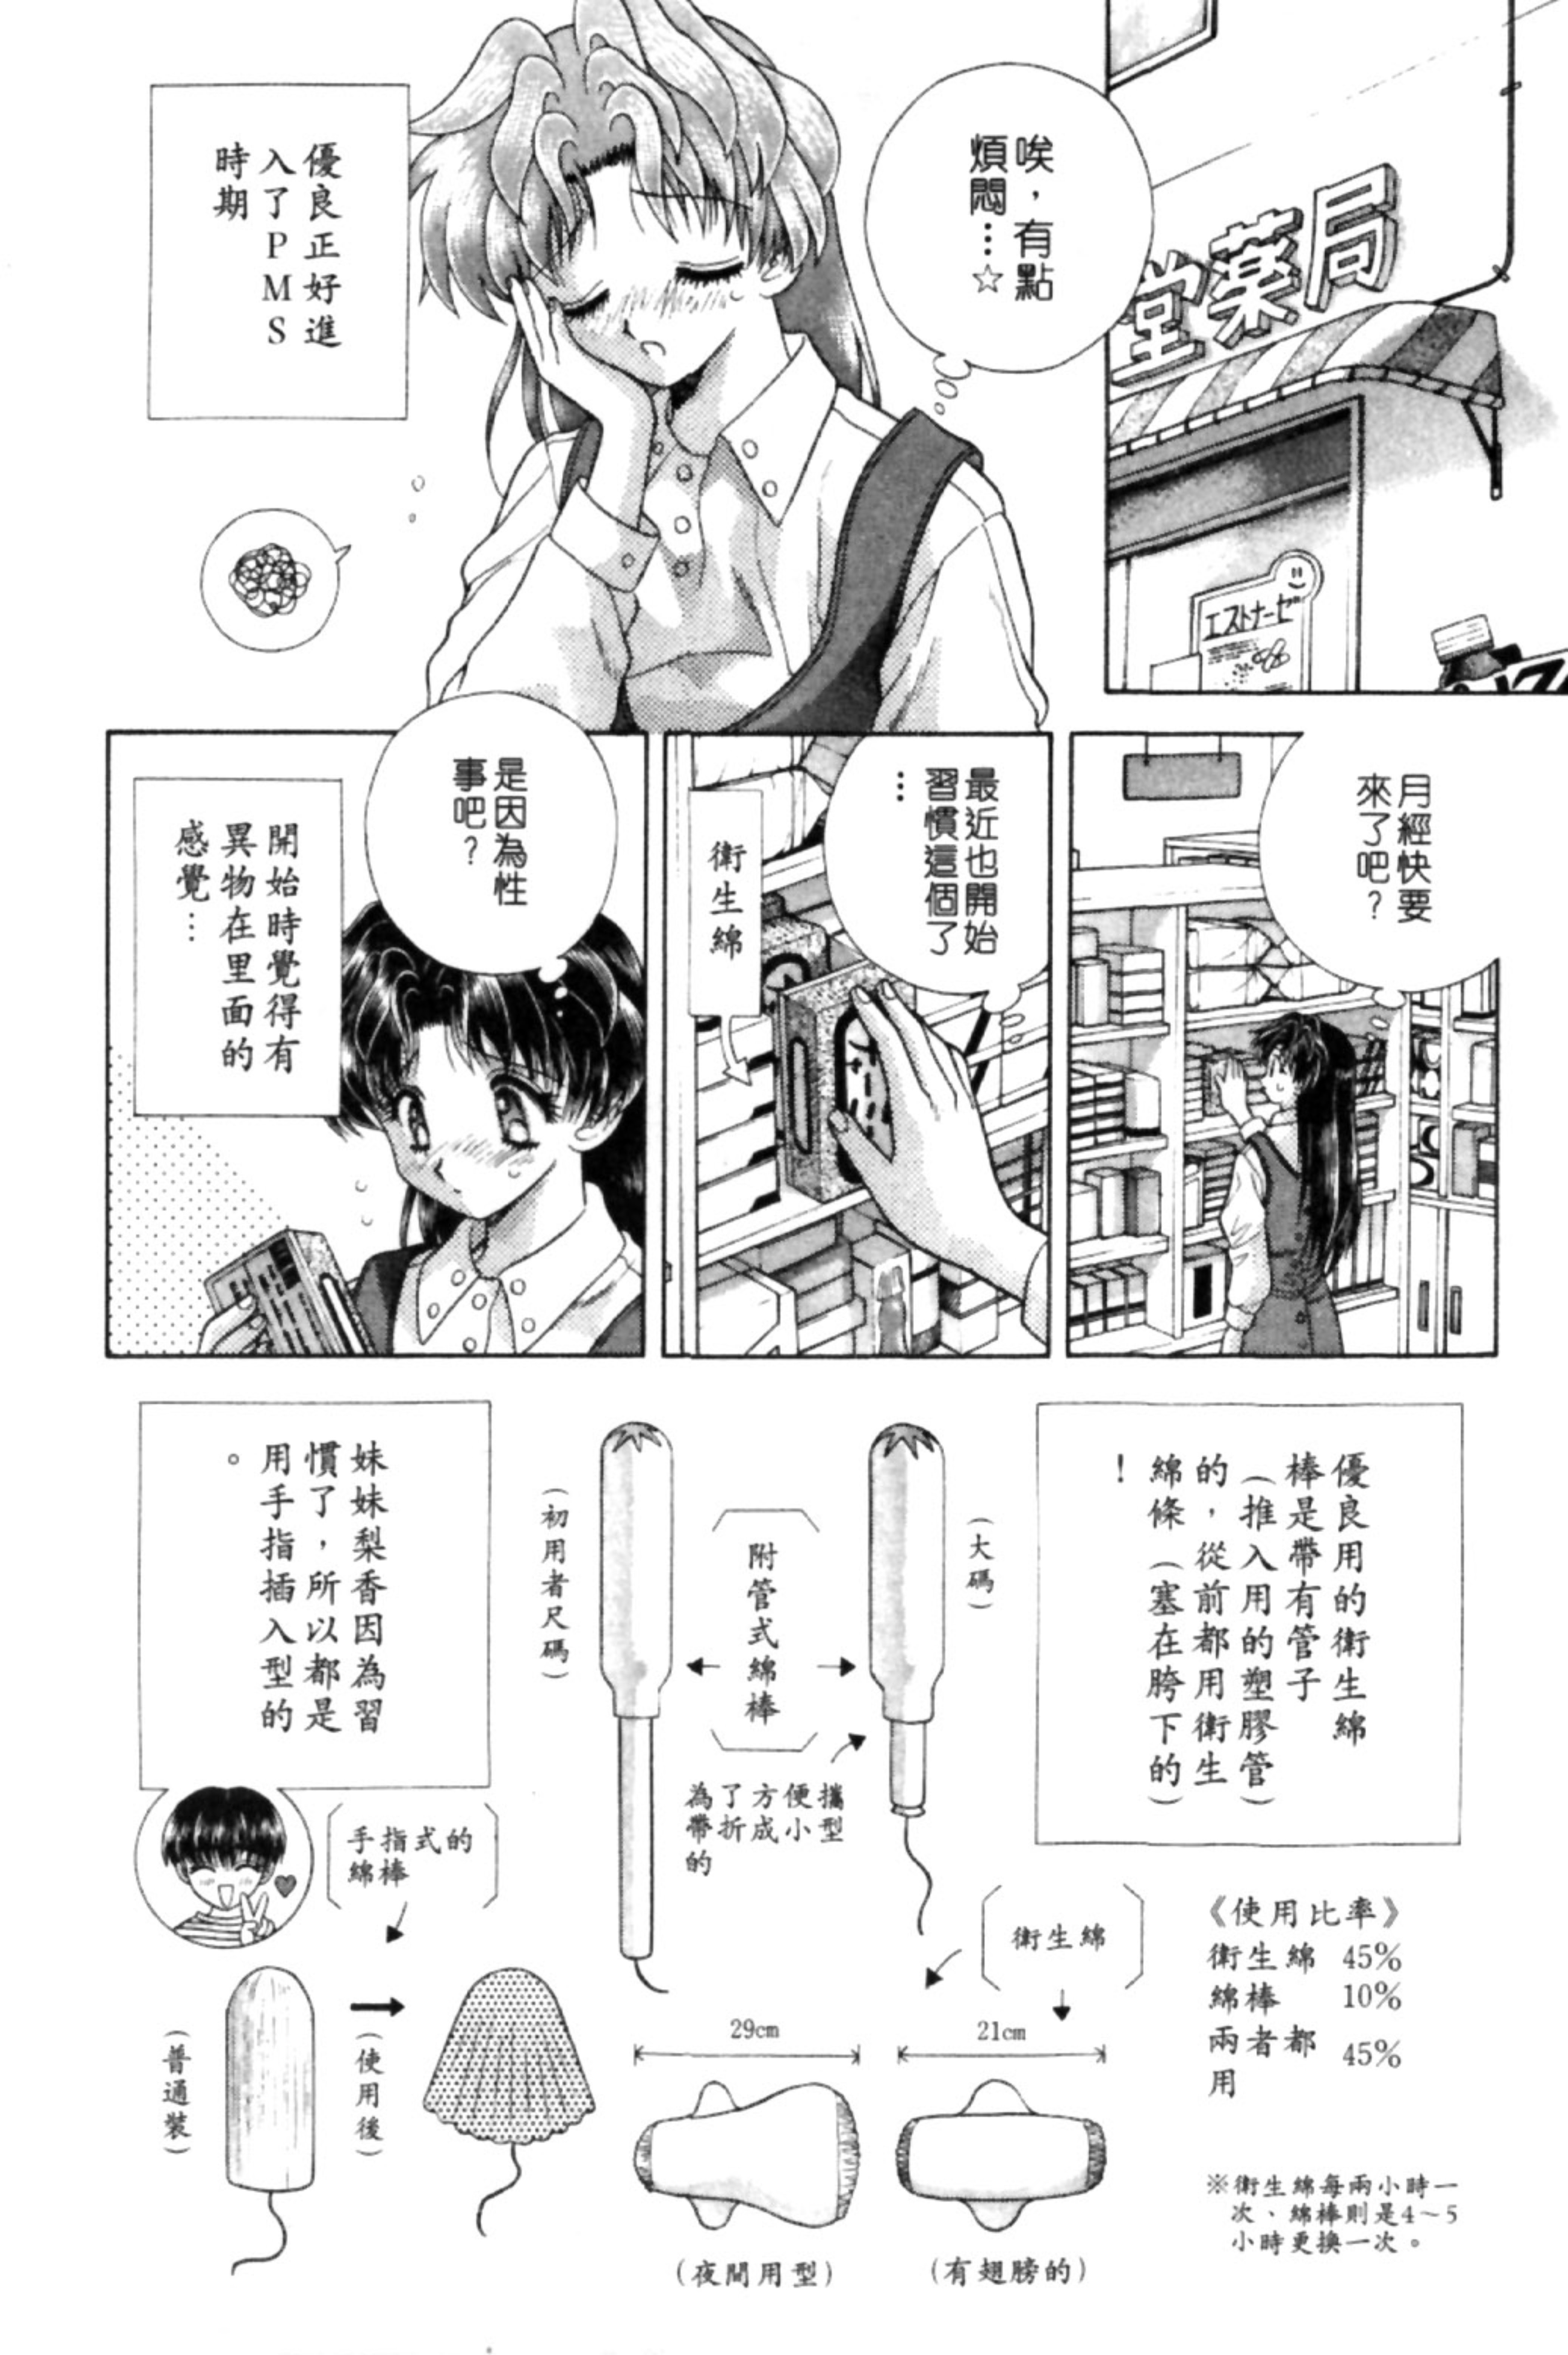 堂薬局
エストナーゼ
唉，有點
煩悶…☆
優良正好進
入了PMS
時期
月經快要
來了吧？
最近也開始
習慣這個了
…
衛生綿
是因為性
事吧？
開始時覺得有
異物在里面的
感覺…
優良用的衛生綿
棒是帶有管子
（推入用的塑膠管）
的，從前都用衛生
綿條（塞在胯下的）
！
（大碼）
附管式綿棒
（初用者尺碼）
為了方便攜
帶折成小型
的
妹妹梨香因為習
慣了，所以都是
用手指插入型的
。
手指式的
綿棒
（普通裝）
（使用後）
衛生綿
29cm
21cm
（夜間用型）
（有翅膀的）
《使用比率》
衛生綿 45%
綿棒 10%
兩者都
用 45%
※衛生綿每兩小時一
次、綿棒則是4～5
小時更換一次。